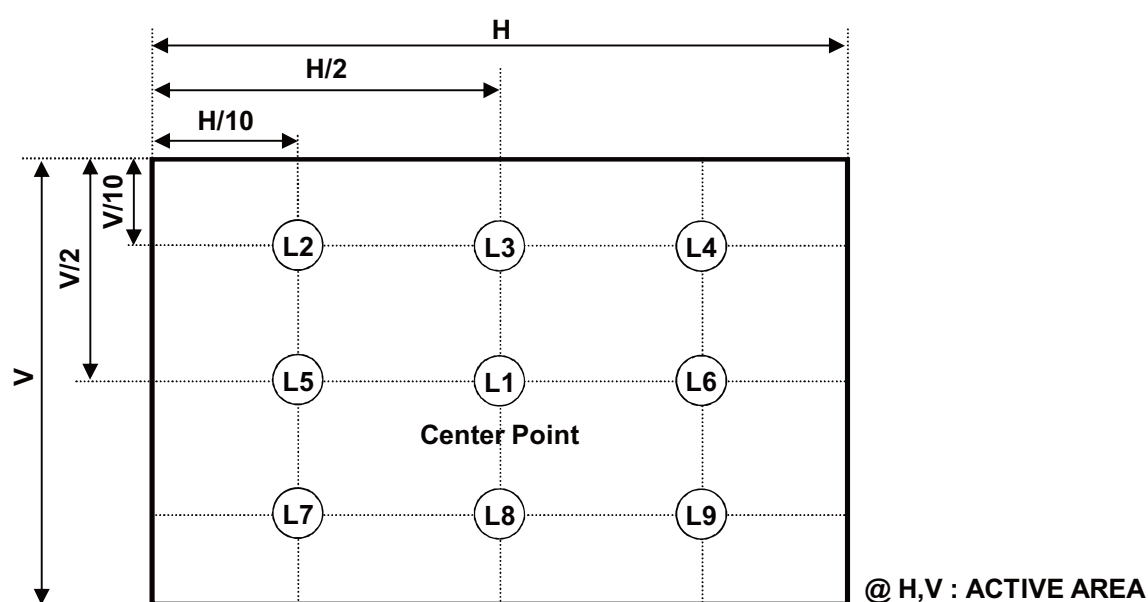 H
H/2
H/10
V/10
V/2
V
L2 L3 L4
L5 L1 L6
Center Point
L7 L8 L9
@ H,V : ACTIVE AREA